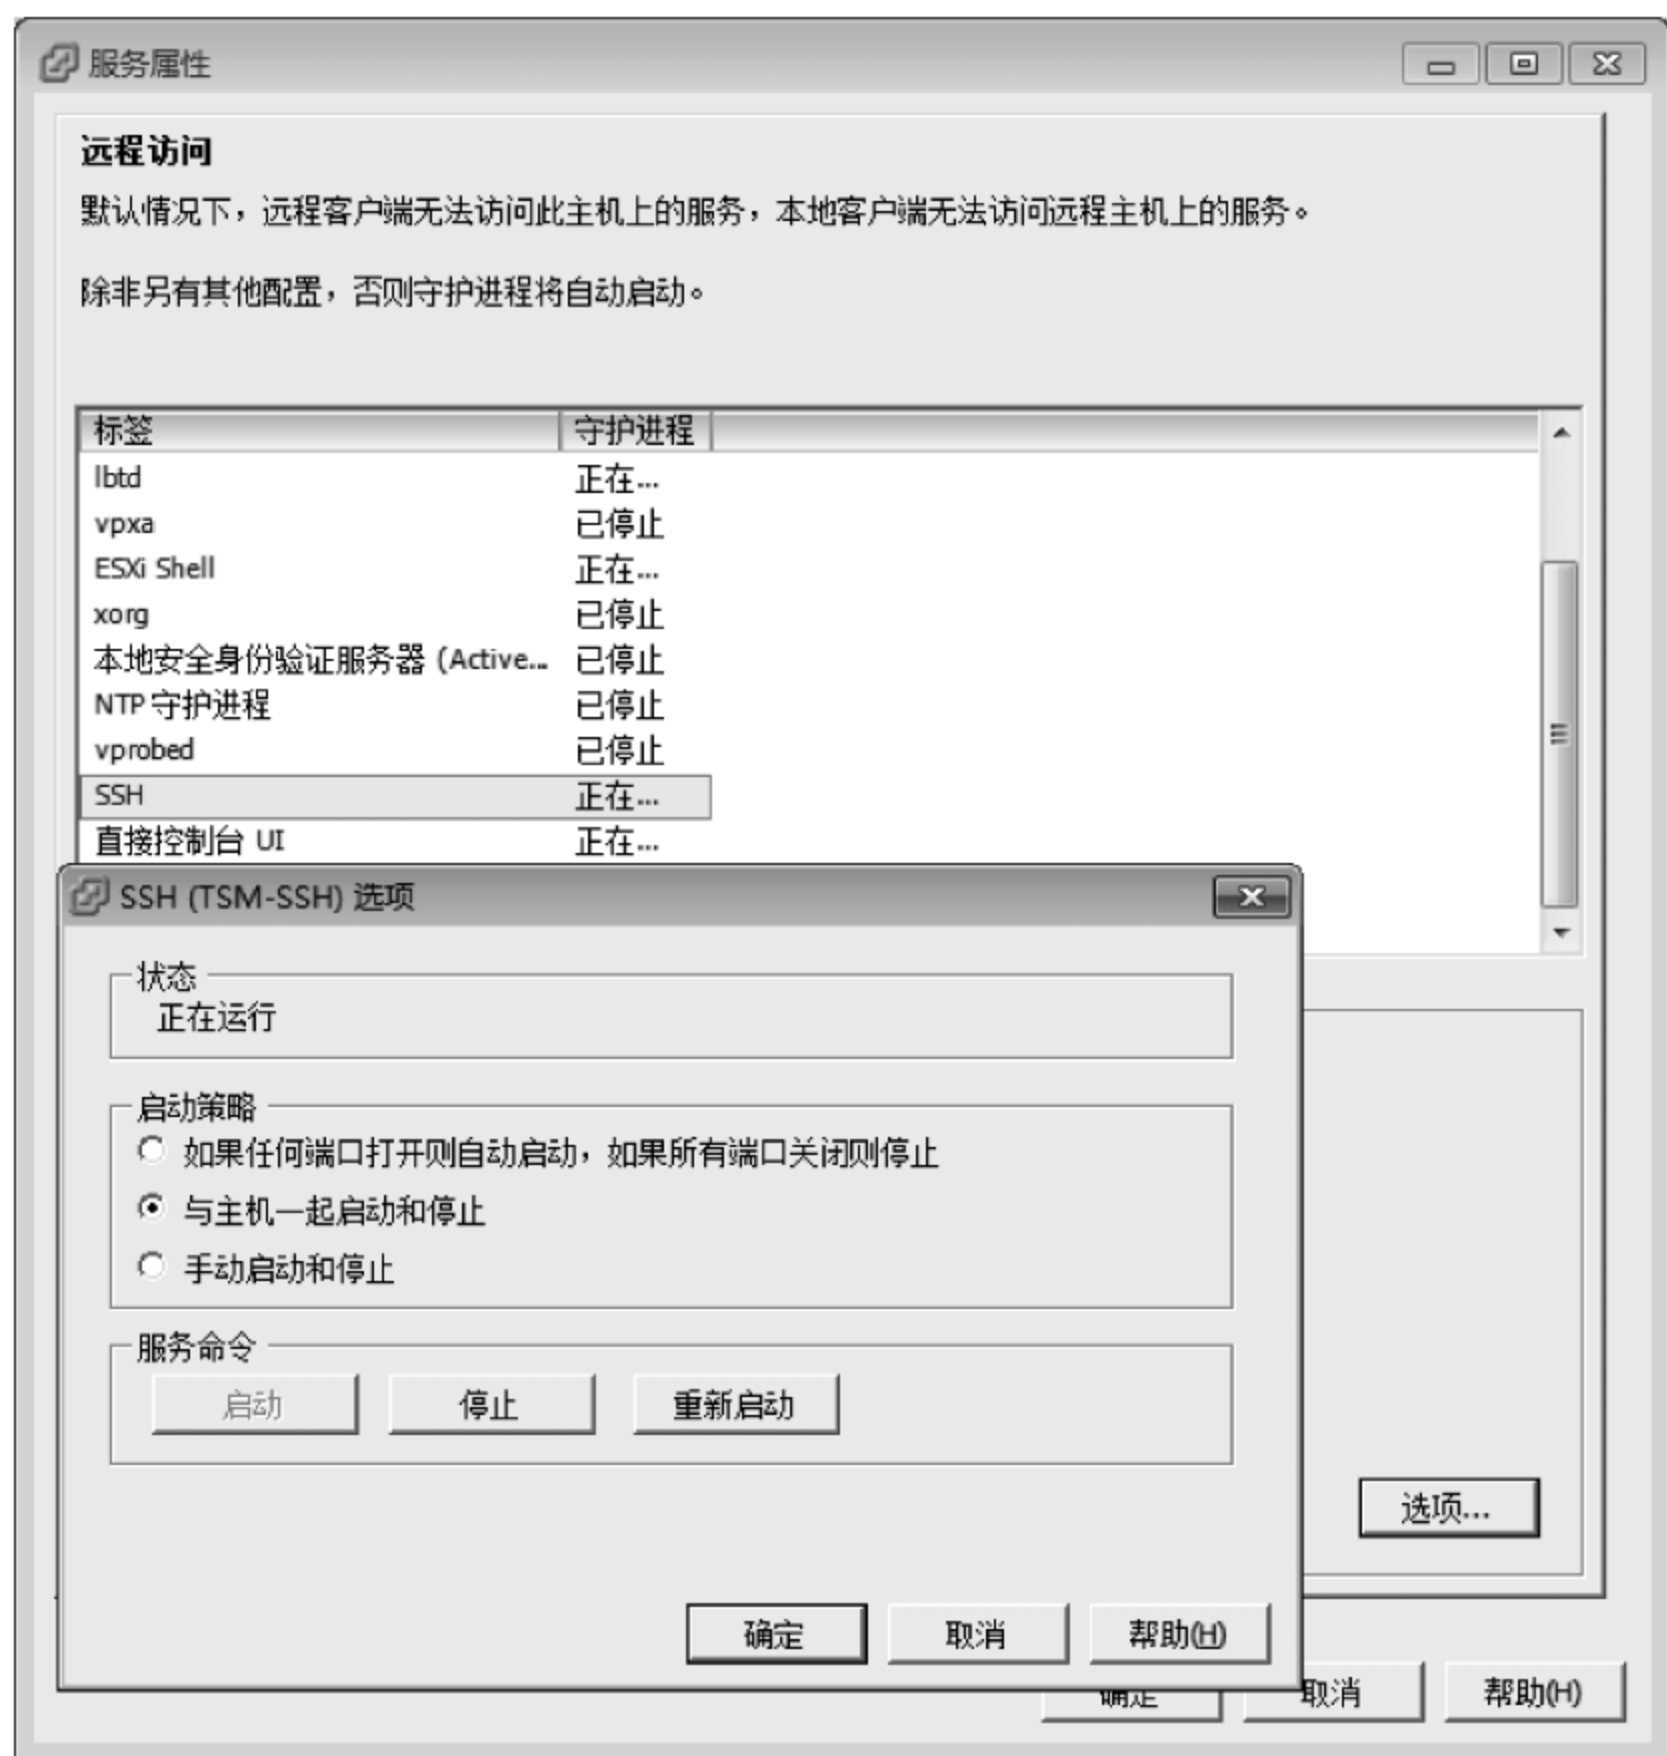 服务属性
远程访问
默认情况下，远程客户端无法访问此主机上的服务，本地客户端无法访问远程主机上的服务。
除非另有其他配置，否则守护进程将自动启动。
标签 守护进程
lbtd 正在...
vpxa 已停止
ESXi Shell 正在...
xorg 已停止
本地安全身份验证服务器 (Active... 已停止
NTP 守护进程 已停止
vprobed 已停止
SSH 正在...
直接控制台 UI 正在...
SSH (TSM-SSH) 选项
状态
正在运行
启动策略
如果任何端口打开则自动启动，如果所有端口关闭则停止
与主机一起启动和停止
手动启动和停止
服务命令
启动 停止 重新启动
选项...
确定 取消 帮助(H)
确定 取消 帮助(H)